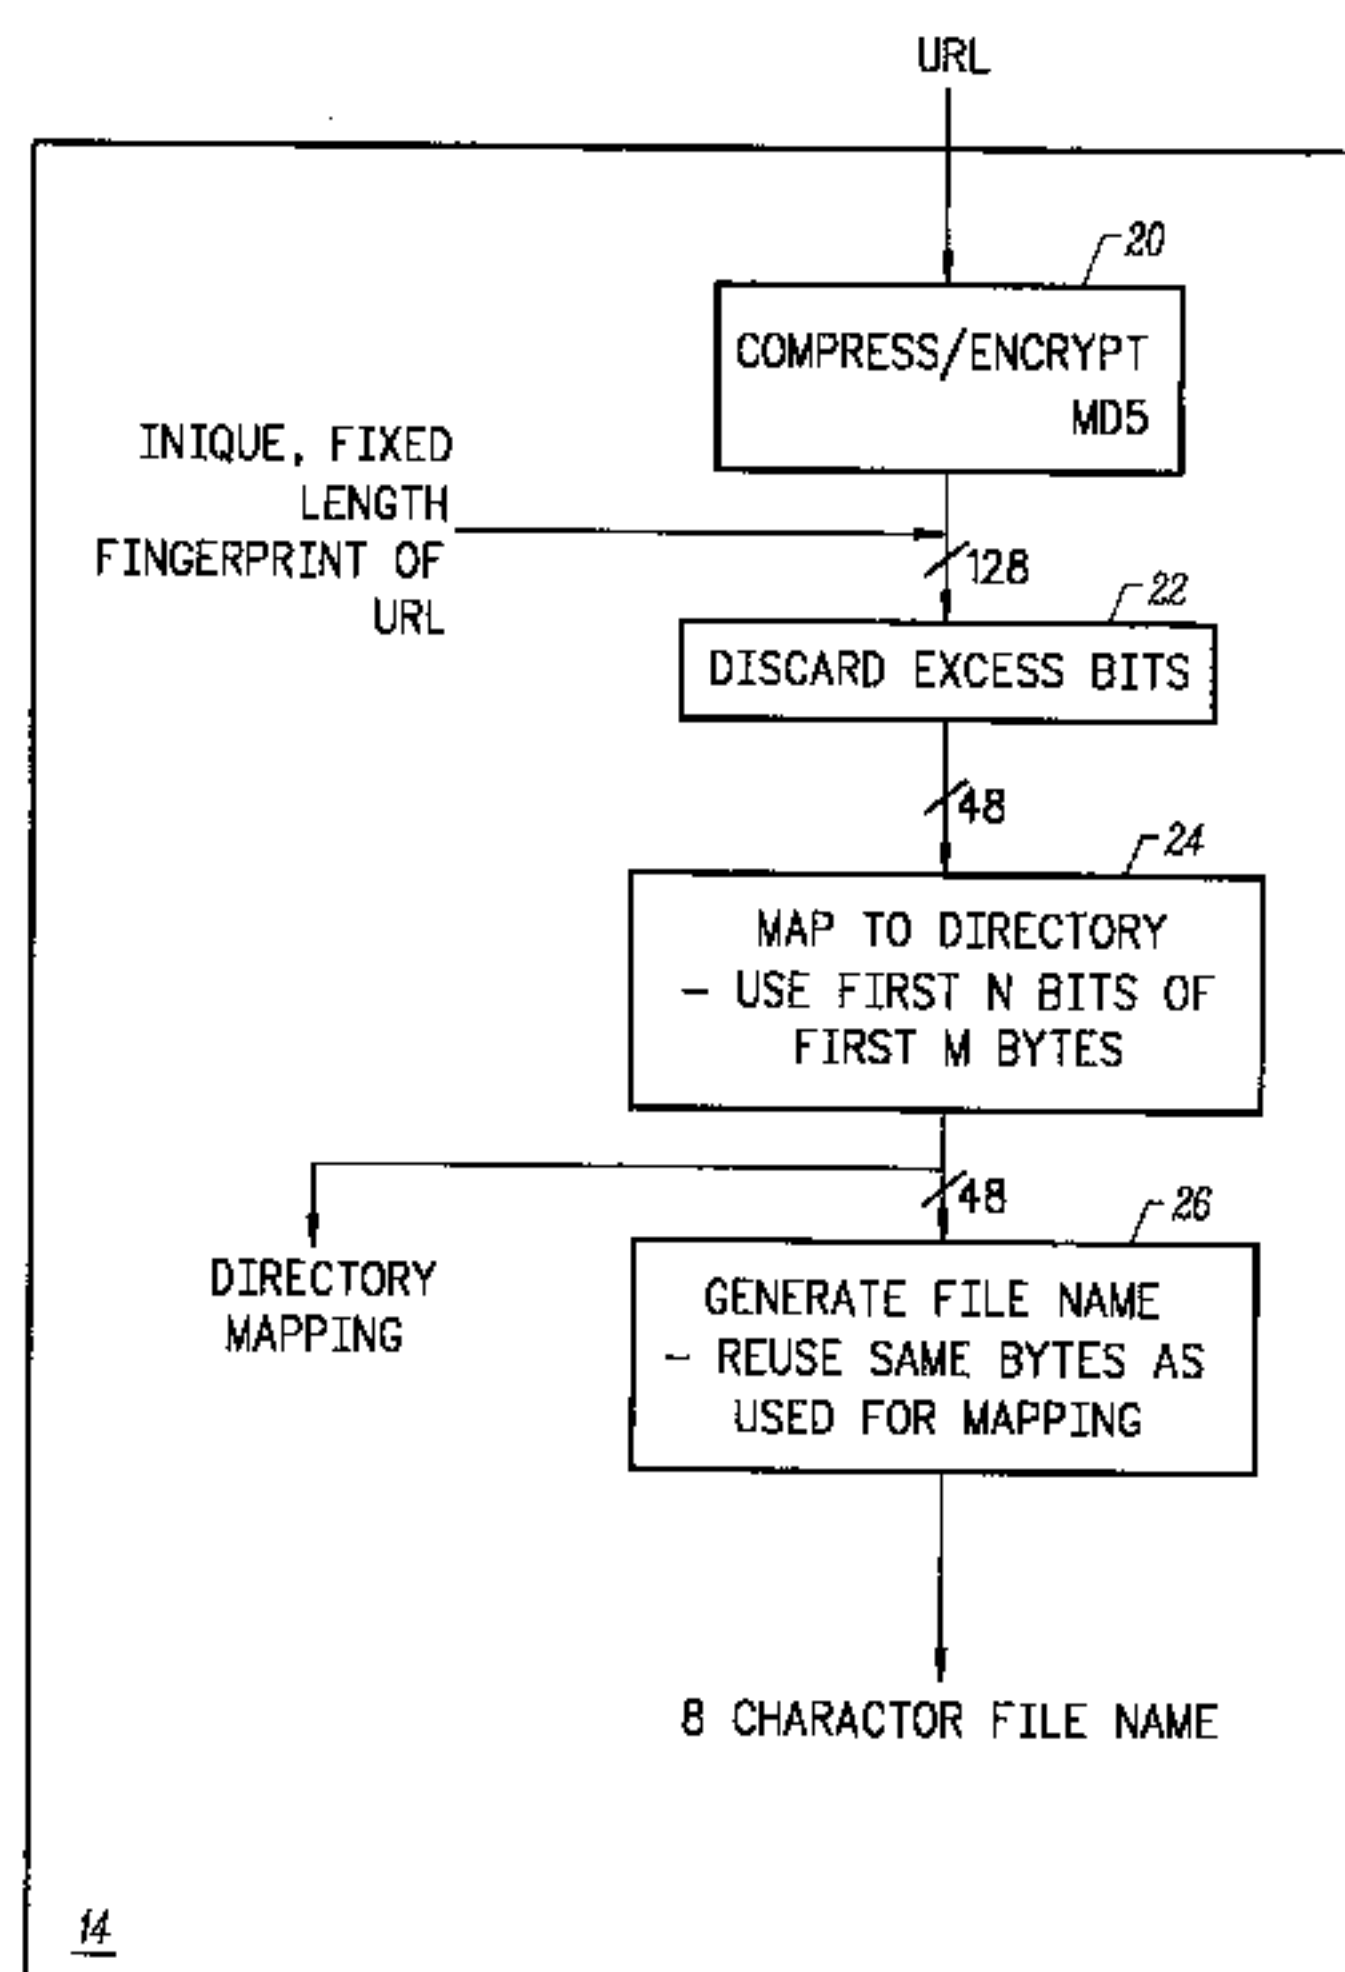 URL
20
COMPRESS/ENCRYPT
MD5
INIQUE, FIXED
LENGTH
FINGERPRINT OF
URL
128
22
DISCARD EXCESS BITS
48
24
MAP TO DIRECTORY
- USE FIRST N BITS OF
FIRST M BYTES
48
26
DIRECTORY
MAPPING
GENERATE FILE NAME
- REUSE SAME BYTES AS
USED FOR MAPPING
8 CHARACTOR FILE NAME
14